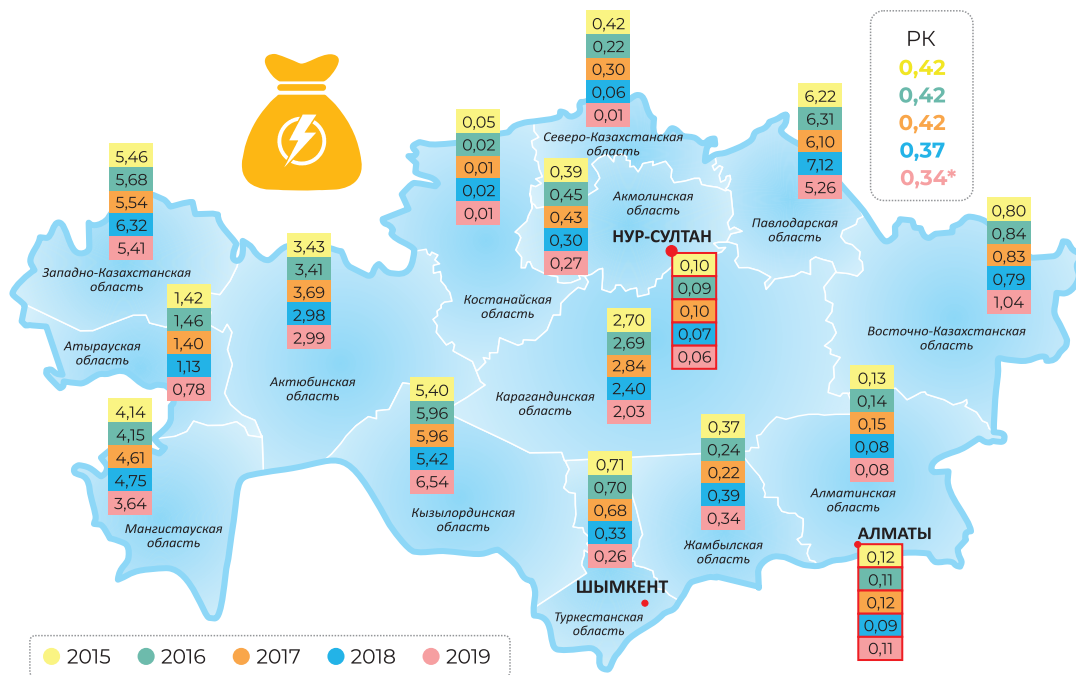 РК
0,42
0,42
0,42
0,37
0,34*
0,42
0,22
0,30
0,06
0,01
Северо-Казахстанская
область
0,05
0,02
0,01
0,02
0,01
Костанайская
область
6,22
6,31
6,10
7,12
5,26
Павлодарская
область
0,39
0,45
0,43
0,30
0,27
Акмолинская
область
НУР-СУЛТАН
0,10
0,09
0,10
0,07
0,06
5,46
5,68
5,54
6,32
5,41
Западно-Казахстанская
область
0,80
0,84
0,83
0,79
1,04
Восточно-Казахстанская
область
3,43
3,41
3,69
2,98
2,99
Актюбинская
область
1,42
1,46
1,40
1,13
0,78
Атырауская
область
2,70
2,69
2,84
2,40
2,03
Карагандинская
область
4,14
4,15
4,61
4,75
3,64
Мангистауская
область
5,40
5,96
5,96
5,42
6,54
Кызылординская
область
0,71
0,70
0,68
0,33
0,26
ШЫМКЕНТ
Туркестанская
область
0,37
0,24
0,22
0,39
0,34
Жамбылская
область
0,13
0,14
0,15
0,08
0,08
Алматинская
область
АЛМАТЫ
0,12
0,11
0,12
0,09
0,11
2015 2016 2017 2018 2019